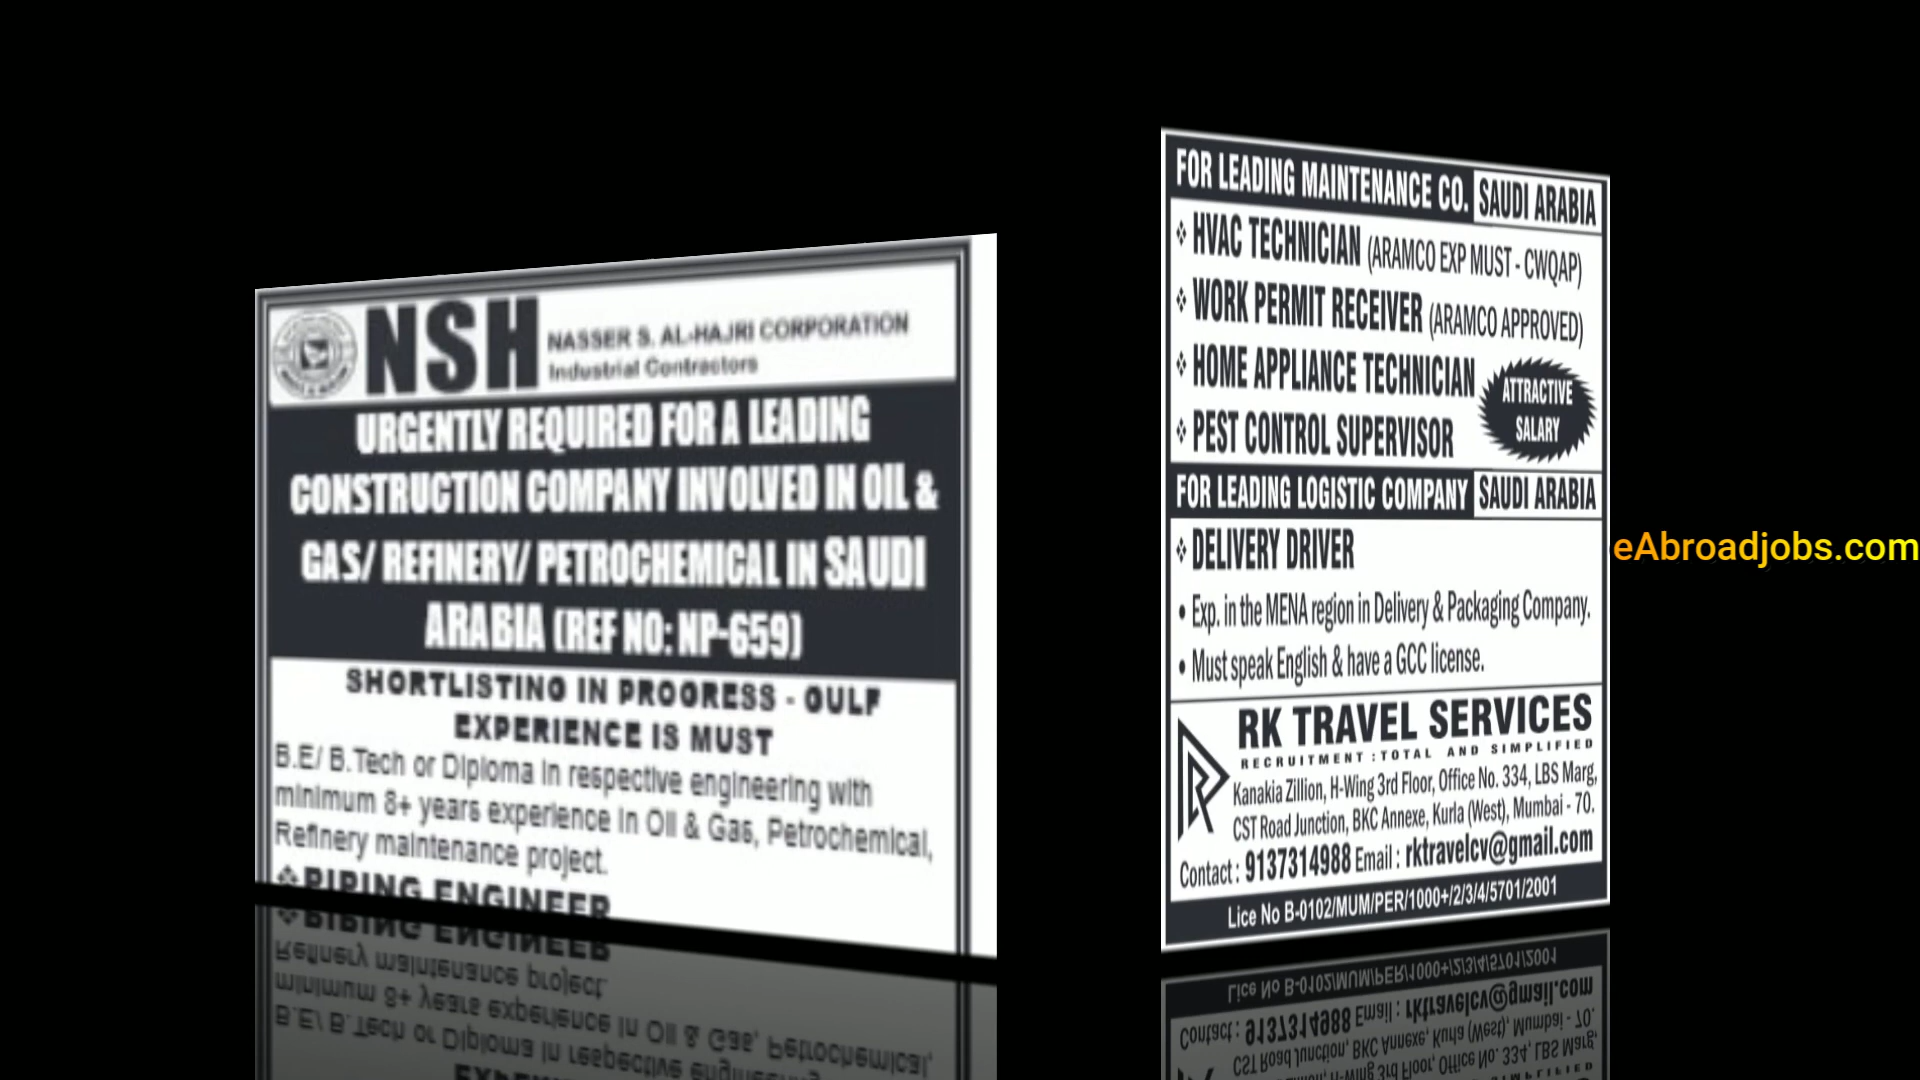 NSH
NASSER S. AL-HAJRI CORPORATION
Industrial Contractors
URGENTLY REQUIRED FOR A LEADING
CONSTRUCTION COMPANY INVOLVED IN OIL &
GAS/ REFINERY/ PETROCHEMICAL IN SAUDI
ARABIA (REF NO: NP-659)
SHORTLISTING IN PROGRESS - GULF
EXPERIENCE IS MUST
B.E/ B.Tech or Diploma in respective engineering with
minimum 8+ years experience in Oil & Gas, Petrochemical,
Refinery maintenance project.
❖PIPING ENGINEER
FOR LEADING MAINTENANCE CO. SAUDI ARABIA
❖ HVAC TECHNICIAN (ARAMCO EXP MUST - CWQAP)
❖ WORK PERMIT RECEIVER (ARAMCO APPROVED)
❖ HOME APPLIANCE TECHNICIAN
❖ PEST CONTROL SUPERVISOR
ATTRACTIVE
SALARY
FOR LEADING LOGISTIC COMPANY SAUDI ARABIA
❖ DELIVERY DRIVER
• Exp. in the MENA region in Delivery & Packaging Company.
• Must speak English & have a GCC license.
RK TRAVEL SERVICES
RECRUITMENT : TOTAL AND SIMPLIFIED
Kanakia Zillion, H-Wing 3rd Floor, Office No. 334, LBS Marg,
CST Road Junction, BKC Annexe, Kurla (West), Mumbai - 70.
Contact : 9137314988 Email : rktravelcv@gmail.com
Lice No B-0102/MUM/PER/1000+/2/3/4/5701/2001
eAbroadjobs.com